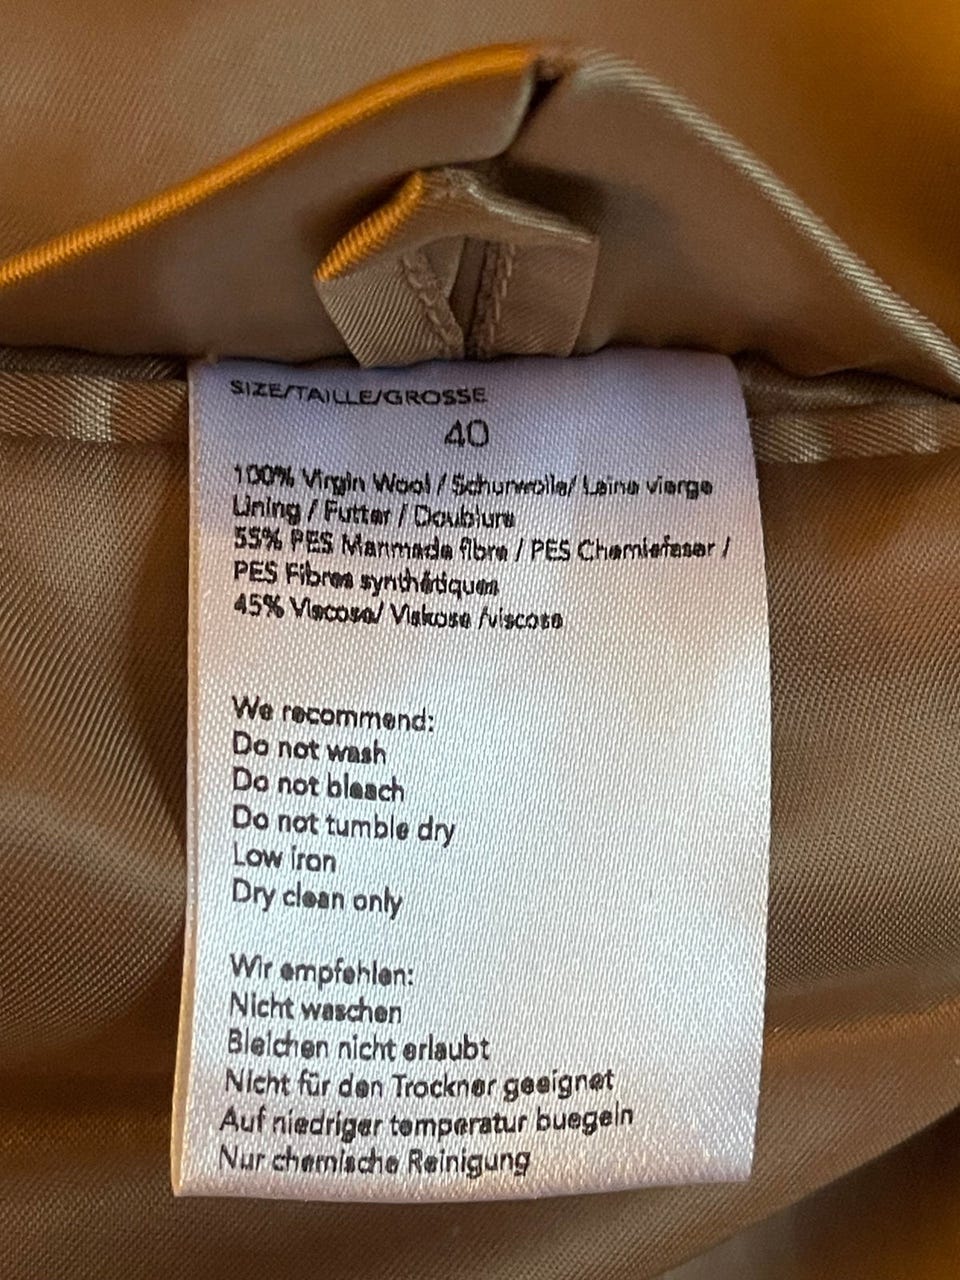 SIZE/TAILLE/GROSSE
40
100% Virgin Wool / Schurwolle/ Laine vierge
Lining / Futter / Doublure
55% PES Manmade fibre / PES Chemiefaser /
PES Fibres synthétiques
45% Viscose/ Viskose /viscose
We recommend:
Do not wash
Do not bleach
Do not tumble dry
Low iron
Dry clean only
Wir empfehlen:
Nicht waschen
Bleichen nicht erlaubt
Nicht für den Trockner geeignet
Auf niedriger temperatur buegeln
Nur chemische Reinigung